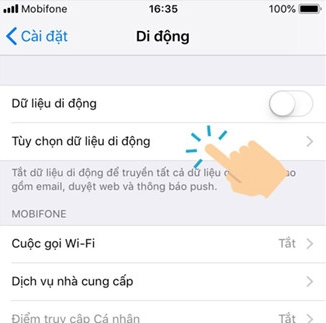 Mobifone 16:35 100%
Cài đặt Di động
Dữ liệu di động
Tùy chọn dữ liệu di động
Tắt dữ liệu di động để truyền tất cả dữ liệu
gồm email, duyệt web và thông báo push.
MOBIFONE
Cuộc gọi Wi-Fi Tắt
Dịch vụ nhà cung cấp
Điểm truy cập Cá nhân Tắt